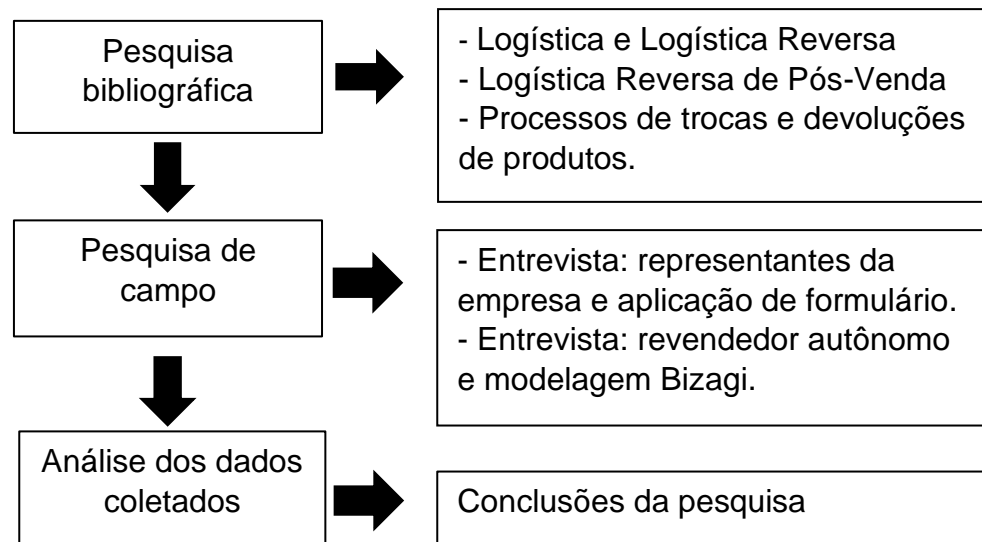 Pesquisa
bibliográfica
- Logística e Logística Reversa
- Logística Reversa de Pós-Venda
- Processos de trocas e devoluções
de produtos.
Pesquisa de
campo
- Entrevista: representantes da
empresa e aplicação de formulário.
- Entrevista: revendedor autônomo
e modelagem Bizagi.
Análise dos dados
coletados
Conclusões da pesquisa